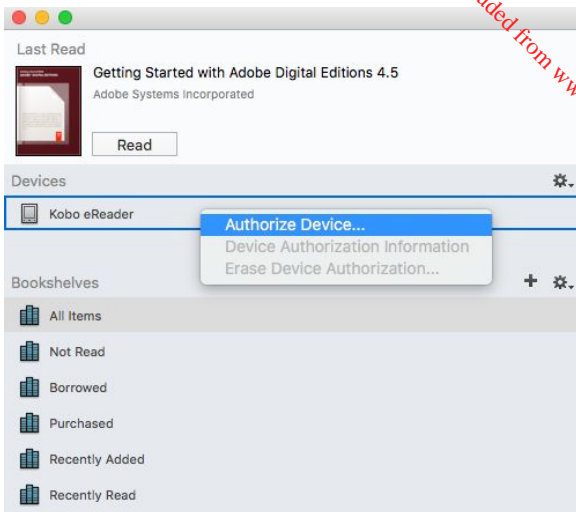 Last Read
Getting Started with Adobe Digital Editions 4.5
Adobe Systems Incorporated
Read
Devices
Kobo eReader
Authorize Device...
Device Authorization Information
Erase Device Authorization...
Bookshelves
All Items
Not Read
Borrowed
Purchased
Recently Added
Recently Read
from